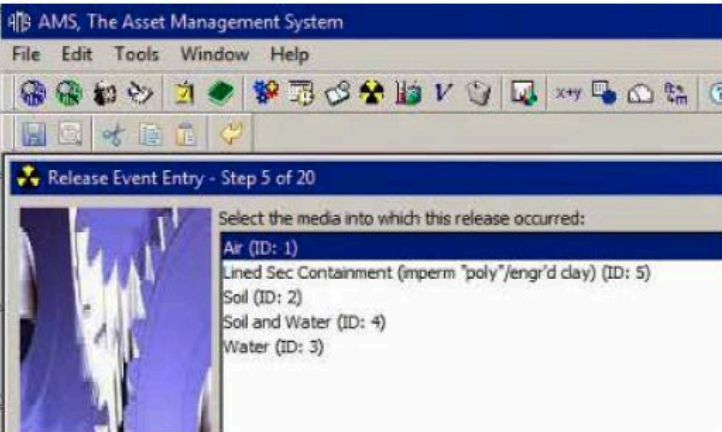 AMS, The Asset Management System
File Edit Tools Window Help
V x+y
Release Event Entry - Step 5 of 20
Select the media into which this release occurred:
Air (ID: 1)
Lined Sec Containment (imperm "poly"/engr'd clay) (ID: 5)
Soil (ID: 2)
Soil and Water (ID: 4)
Water (ID: 3)